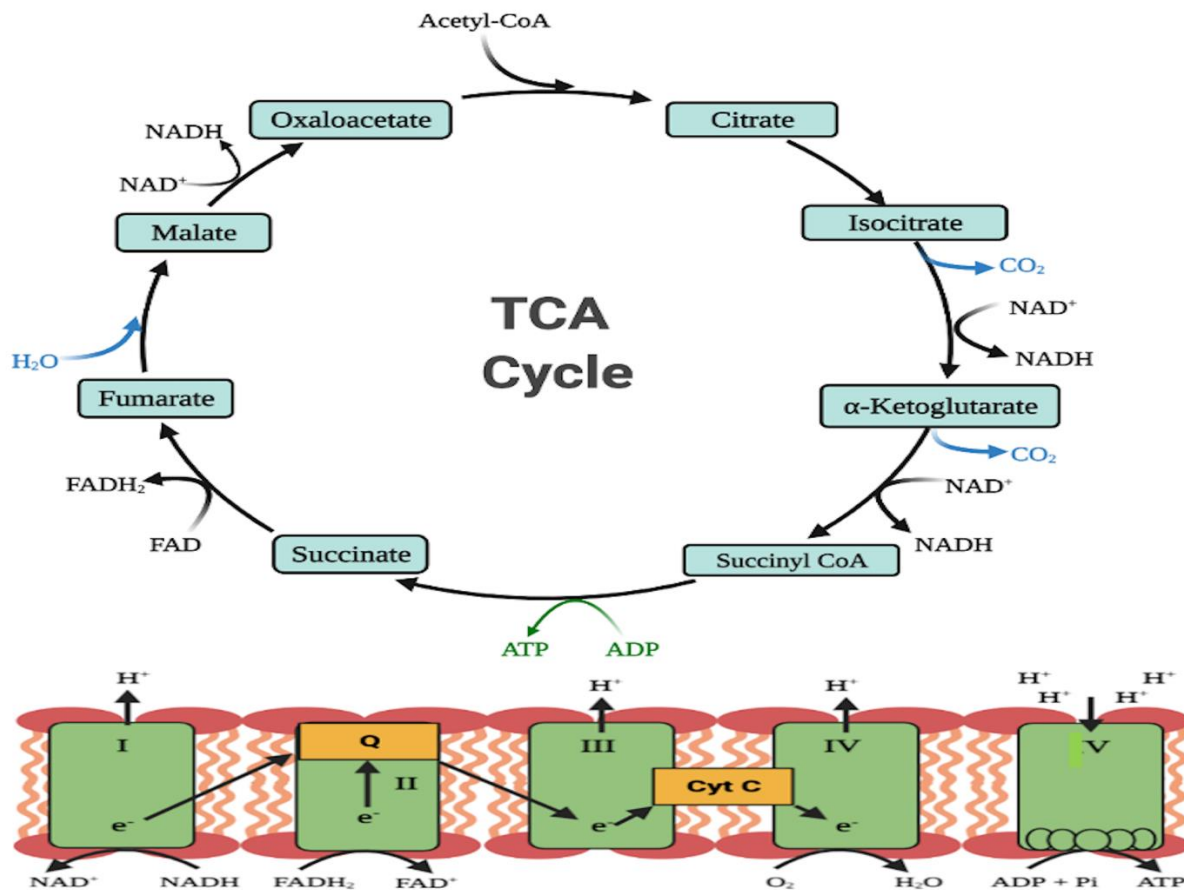 Acetyl-CoA
Oxaloacetate
Citrate
NADH
NAD⁺
Malate
Isocitrate
CO₂
NAD⁺
NADH
TCA
Cycle
H₂O
Fumarate
α-Ketoglutarate
CO₂
FADH₂
NAD⁺
FAD
NADH
Succinate
Succinyl CoA
ATP
ADP
H⁺
H⁺
H⁺
H⁺
H⁺
H⁺
H⁺
I
Q
II
III
IV
V
Cyt C
e⁻
e⁻
e⁻
e⁻
NAD⁺
NADH
FADH₂
FAD⁺
O₂
H₂O
ADP + Pi
ATP